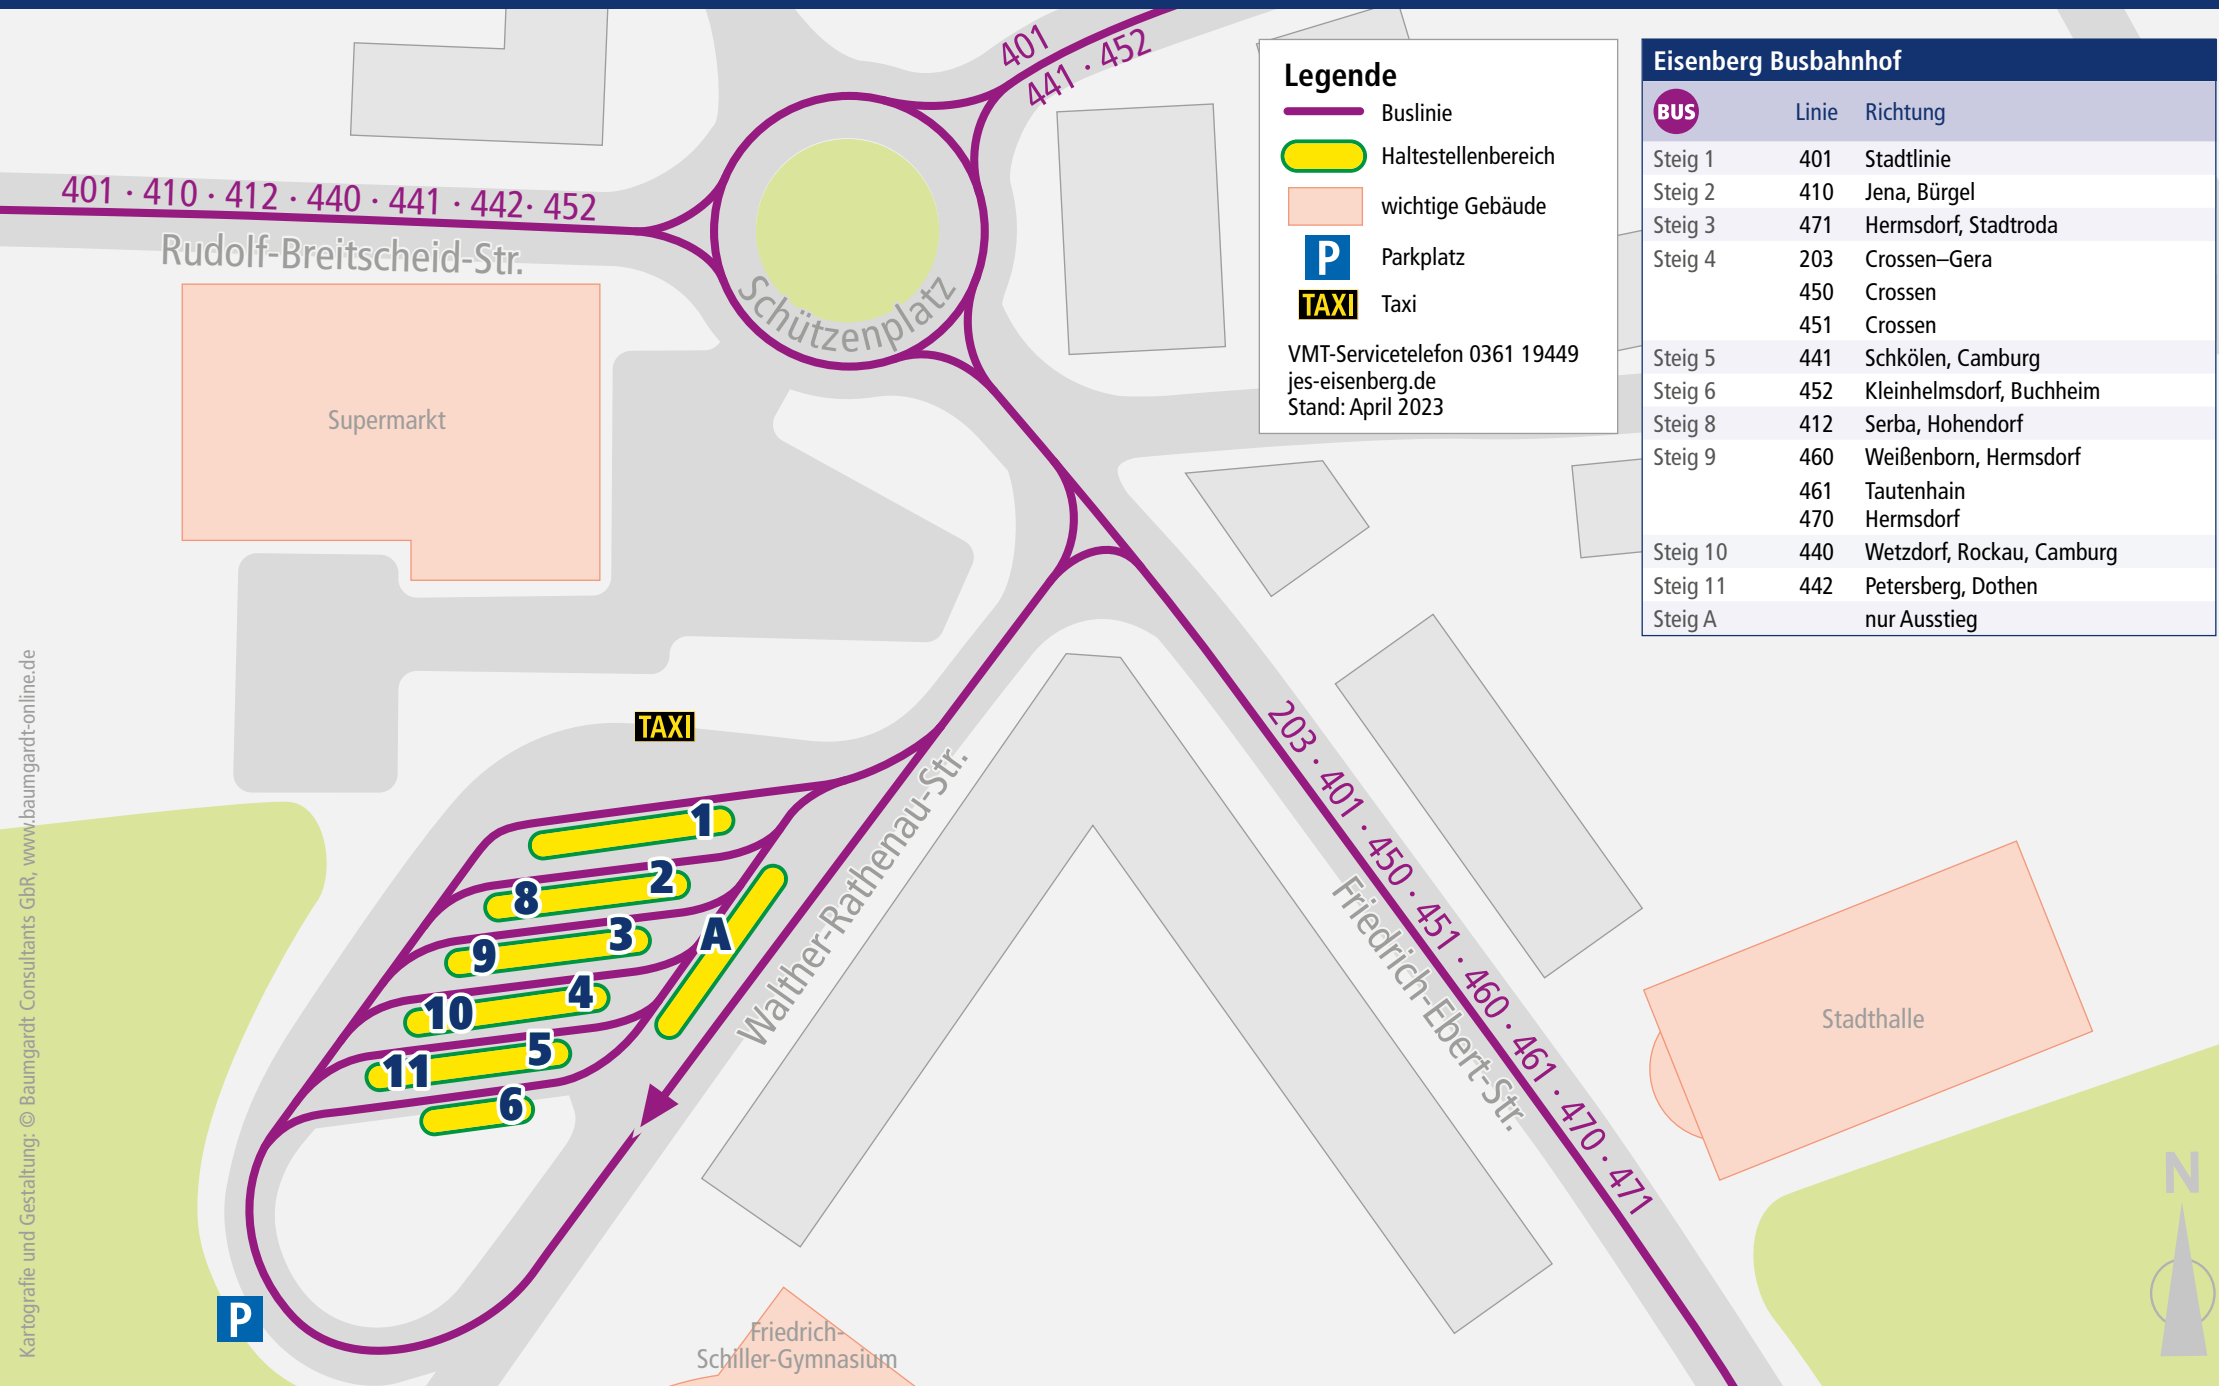 401
441 · 452
401 · 410 · 412 · 440 · 441 · 442 · 452
Rudolf-Breitscheid-Str.
Schützenplatz
Supermarkt
Legende
Buslinie
Haltestellenbereich
wichtige Gebäude
P Parkplatz
TAXI Taxi
VMT-Servicetelefon 0361 19449
jes-eisenberg.de
Stand: April 2023
Eisenberg Busbahnhof
BUS Linie Richtung
Steig 1 401 Stadtlinie
Steig 2 410 Jena, Bürgel
Steig 3 471 Hermsdorf, Stadtroda
Steig 4 203 Crossen–Gera
450 Crossen
451 Crossen
Steig 5 441 Schkölen, Camburg
Steig 6 452 Kleinhelmsdorf, Buchheim
Steig 8 412 Serba, Hohendorf
Steig 9 460 Weißenborn, Hermsdorf
461 Tautenhain
470 Hermsdorf
Steig 10 440 Wetzdorf, Rockau, Camburg
Steig 11 442 Petersberg, Dothen
Steig A nur Ausstieg
TAXI
1
8 2
9 3
A
10 4
11 5
6
Walther-Rathenau-Str.
203 · 401 · 450 · 451 · 460 · 461 · 470 · 471
Friedrich-Ebert-Str.
Stadthalle
N
P
Friedrich-
Schiller-Gymnasium
Kartografie und Gestaltung: © Baumgardt Consultants GbR, www.baumgardt-online.de